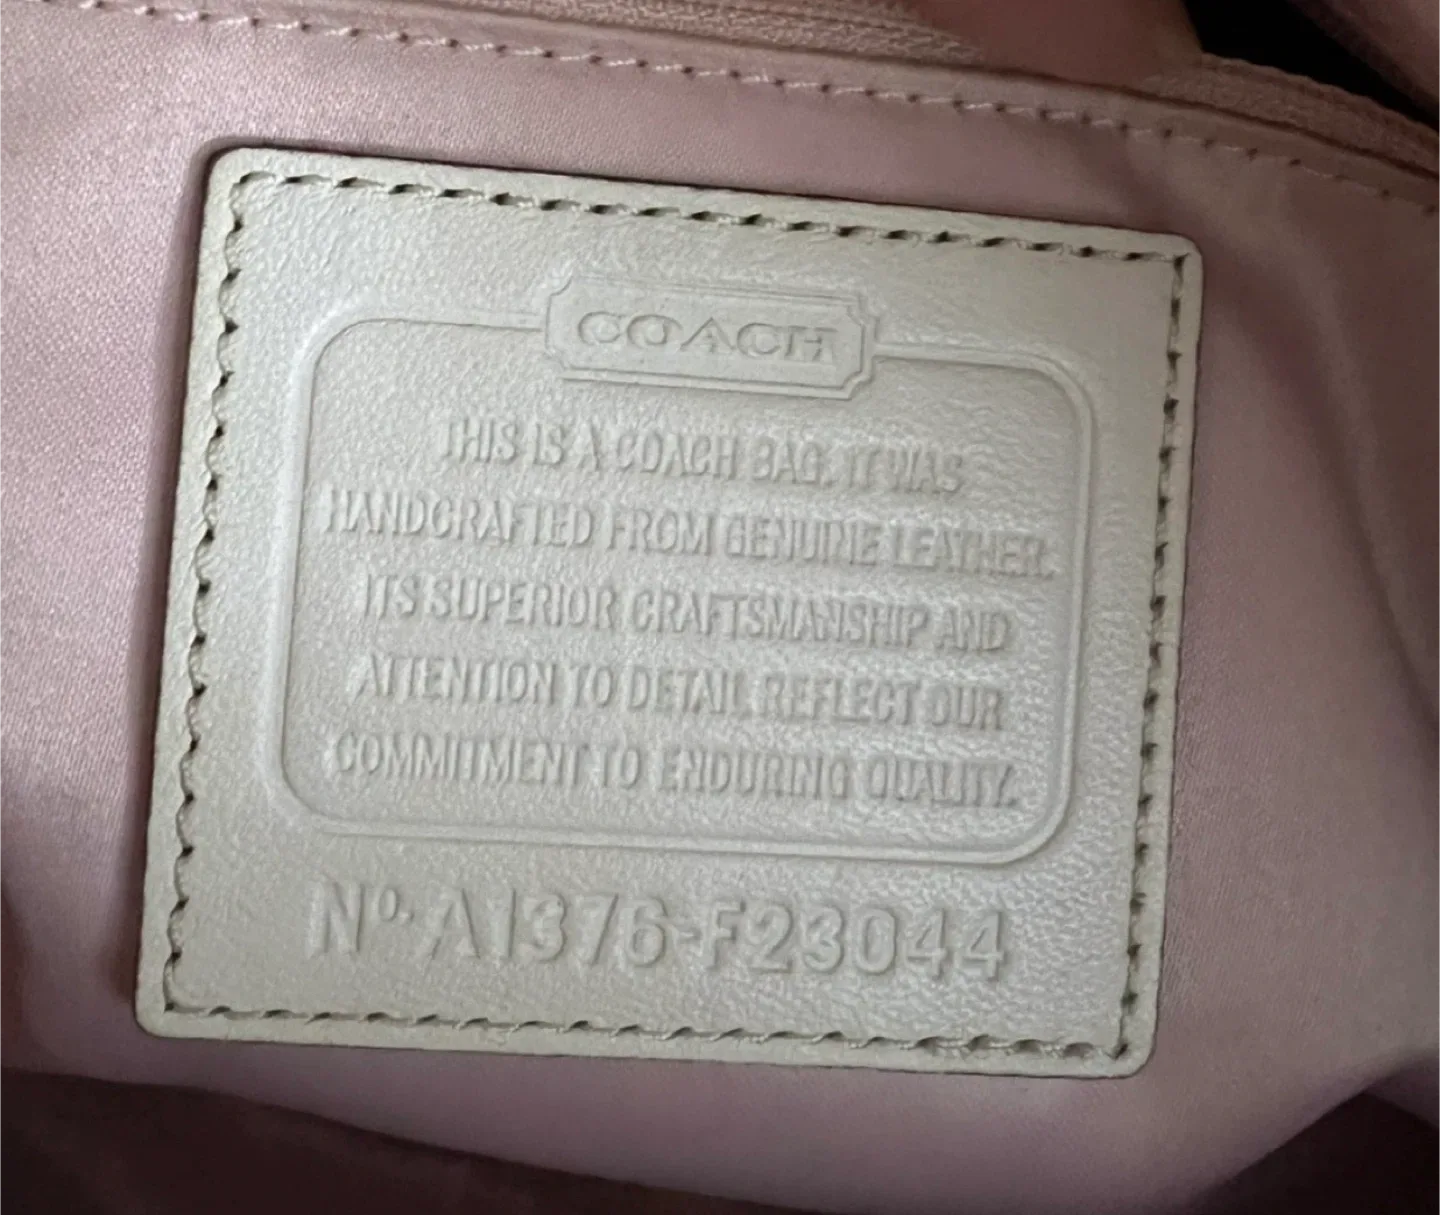 COACH
THIS IS A COACH BAG. IT WAS
HANDCRAFTED FROM GENUINE LEATHER.
ITS SUPERIOR CRAFTSMANSHIP AND
ATTENTION TO DETAIL REFLECT OUR
COMMITMENT TO ENDURING QUALITY.
Nº. A1376-F23044